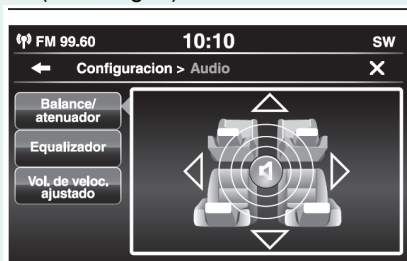 FM 99.60 10:10 SW
Configuracion > Audio
Balance/
atenuador
Equalizador
Vol. de veloc.
ajustado